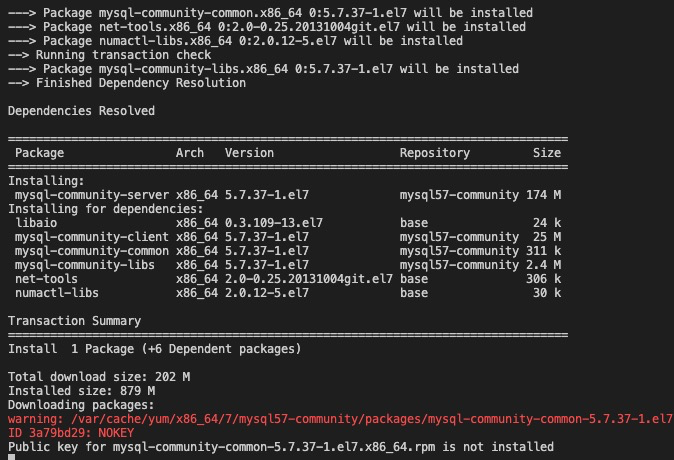 ---> Package mysql-community-common.x86_64 0:5.7.37-1.el7 will be installed
---> Package net-tools.x86_64 0:2.0-0.25.20131004git.el7 will be installed
---> Package numactl-libs.x86_64 0:2.0.12-5.el7 will be installed
--> Running transaction check
---> Package mysql-community-libs.x86_64 0:5.7.37-1.el7 will be installed
--> Finished Dependency Resolution

Dependencies Resolved

================================================================================
Package Arch Version Repository Size
================================================================================
Installing:
mysql-community-server x86_64 5.7.37-1.el7 mysql57-community 174 M
Installing for dependencies:
libaio x86_64 0.3.109-13.el7 base 24 k
mysql-community-client x86_64 5.7.37-1.el7 mysql57-community 25 M
mysql-community-common x86_64 5.7.37-1.el7 mysql57-community 311 k
mysql-community-libs x86_64 5.7.37-1.el7 mysql57-community 2.4 M
net-tools x86_64 2.0-0.25.20131004git.el7 base 306 k
numactl-libs x86_64 2.0.12-5.el7 base 30 k

Transaction Summary
================================================================================
Install 1 Package (+6 Dependent packages)

Total download size: 202 M
Installed size: 879 M
Downloading packages:
warning: /var/cache/yum/x86_64/7/mysql57-community/packages/mysql-community-common-5.7.37-1.el7
ID 3a79bd29: NOKEY
Public key for mysql-community-common-5.7.37-1.el7.x86_64.rpm is not installed